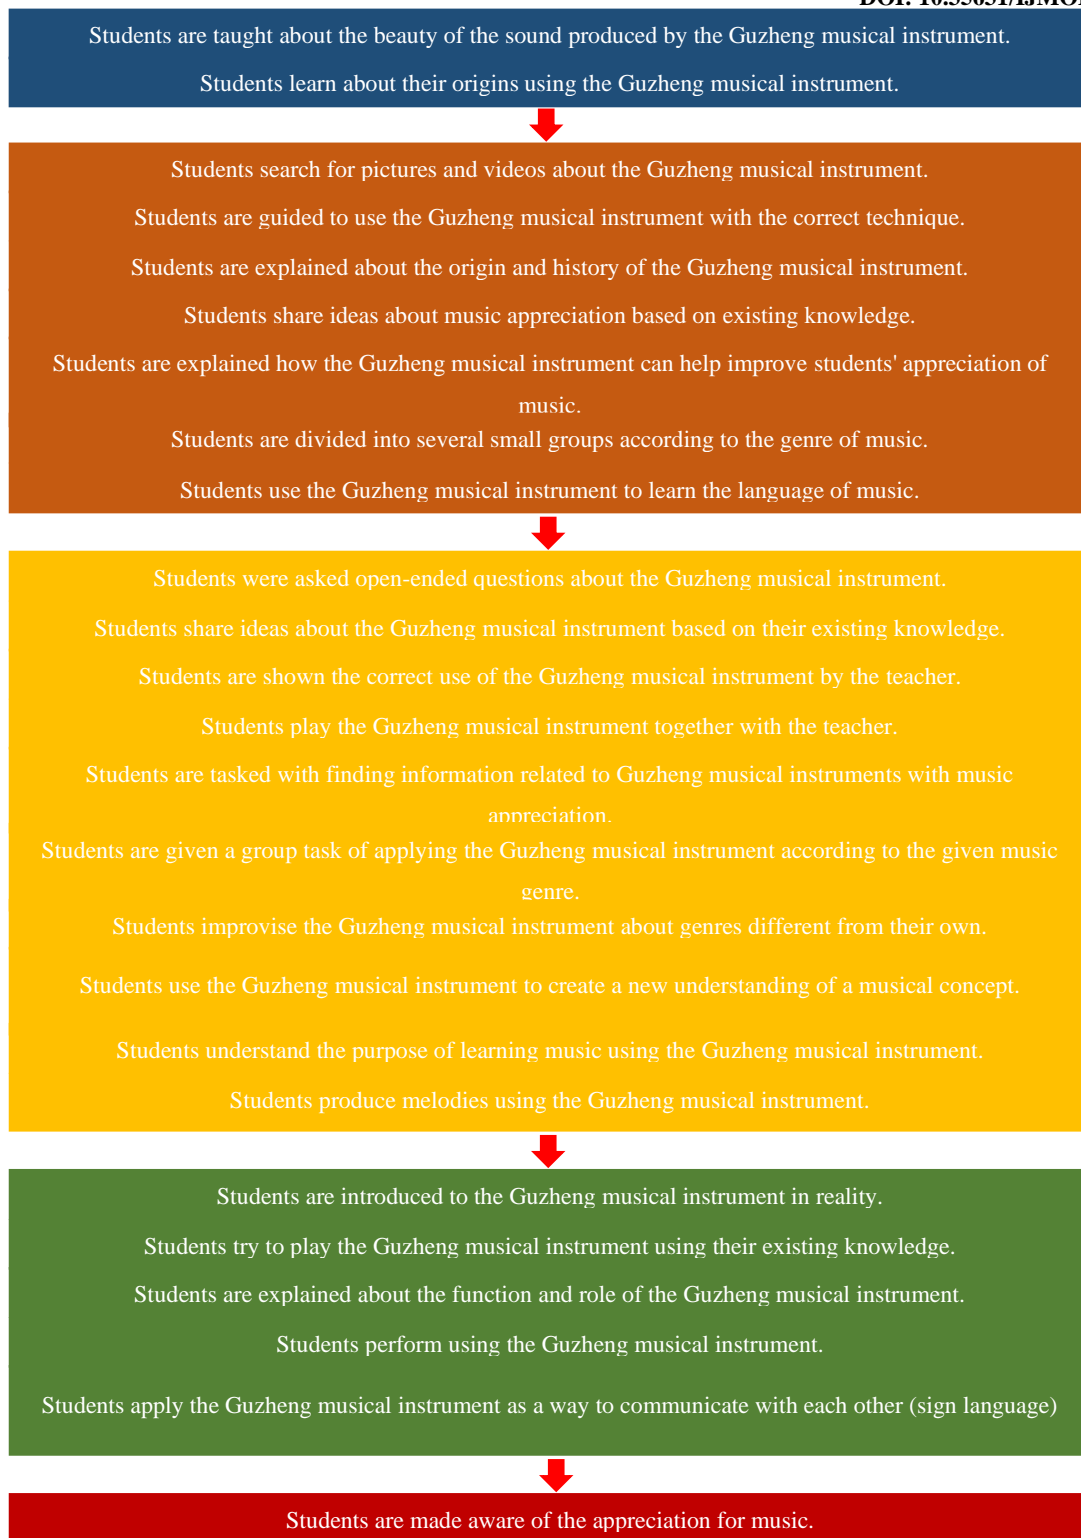 Students are taught about the beauty of the sound produced by the Guzheng musical instrument.
Students learn about their origins using the Guzheng musical instrument.
Students search for pictures and videos about the Guzheng musical instrument.
Students are guided to use the Guzheng musical instrument with the correct technique.
Students are explained about the origin and history of the Guzheng musical instrument.
Students share ideas about music appreciation based on existing knowledge.
Students are explained how the Guzheng musical instrument can help improve students' appreciation of
music.
Students are divided into several small groups according to the genre of music.
Students use the Guzheng musical instrument to learn the language of music.
Students were asked open-ended questions about the Guzheng musical instrument.
Students share ideas about the Guzheng musical instrument based on their existing knowledge.
Students are shown the correct use of the Guzheng musical instrument by the teacher.
Students play the Guzheng musical instrument together with the teacher.
Students are tasked with finding information related to Guzheng musical instruments with music
appreciation.
Students are given a group task of applying the Guzheng musical instrument according to the given music
genre.
Students improvise the Guzheng musical instrument about genres different from their own.
Students use the Guzheng musical instrument to create a new understanding of a musical concept.
Students understand the purpose of learning music using the Guzheng musical instrument.
Students produce melodies using the Guzheng musical instrument.
Students are introduced to the Guzheng musical instrument in reality.
Students try to play the Guzheng musical instrument using their existing knowledge.
Students are explained about the function and role of the Guzheng musical instrument.
Students perform using the Guzheng musical instrument.
Students apply the Guzheng musical instrument as a way to communicate with each other (sign language)
Students are made aware of the appreciation for music.